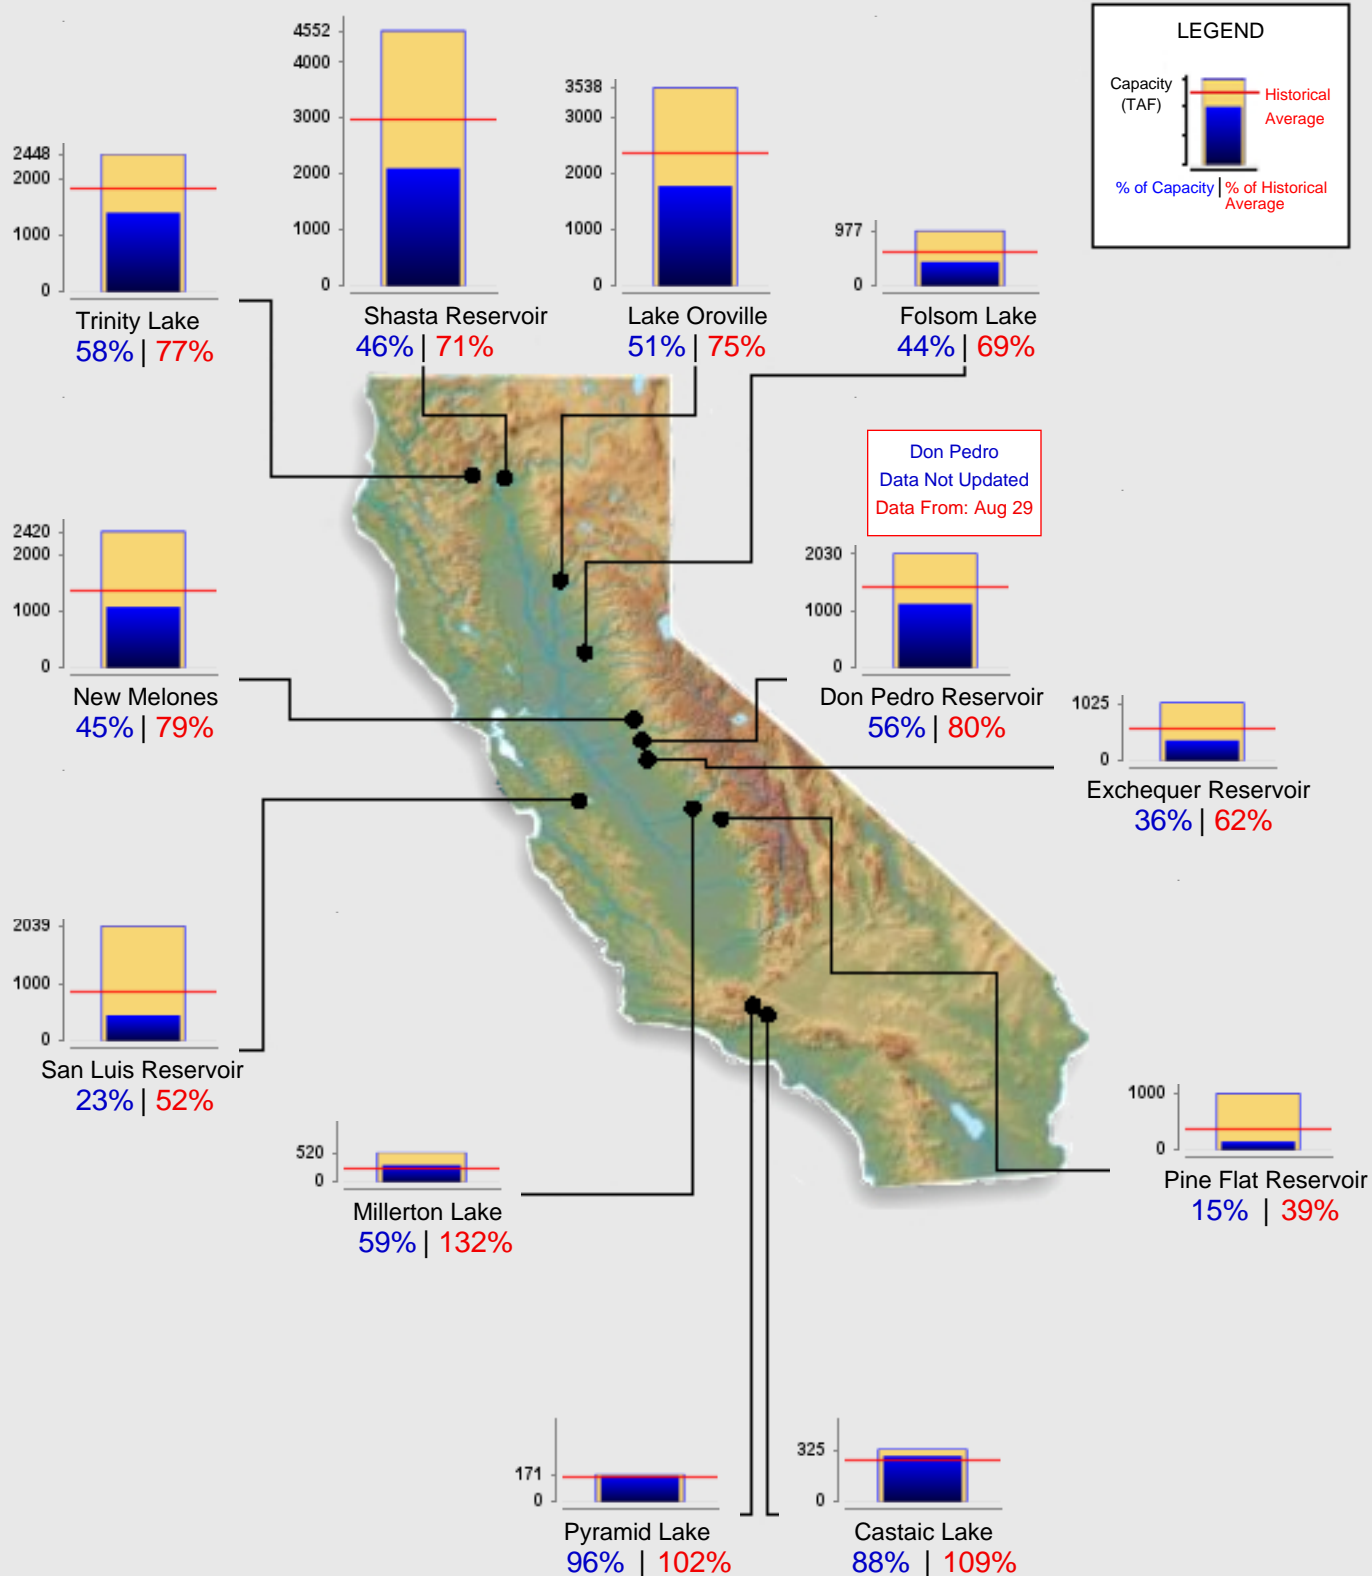 LEGEND
Capacity
(TAF)
Historical
Average
% of Capacity | % of Historical
Average
4552
4000
3000
2000
1000
0
Shasta Reservoir
46% | 71%
3538
3000
2000
1000
0
Lake Oroville
51% | 75%
2448
2000
1000
0
Trinity Lake
58% | 77%
977
0
Folsom Lake
44% | 69%
Don Pedro
Data Not Updated
Data From: Aug 29
2420
2000
1000
0
New Melones
45% | 79%
2030
1000
0
Don Pedro Reservoir
56% | 80%
1025
0
Exchequer Reservoir
36% | 62%
2039
1000
0
San Luis Reservoir
23% | 52%
520
0
Millerton Lake
59% | 132%
1000
0
Pine Flat Reservoir
15% | 39%
171
0
Pyramid Lake
96% | 102%
325
0
Castaic Lake
88% | 109%